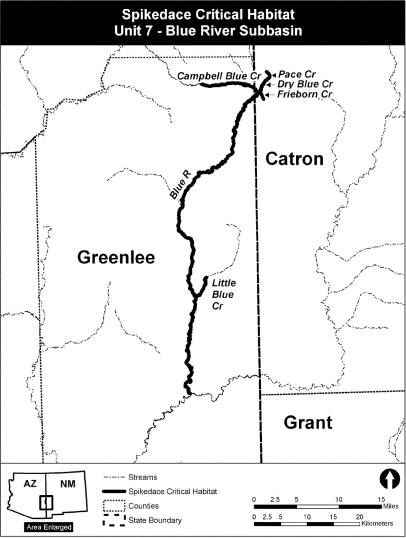 Spikedace Critical Habitat
Unit 7 - Blue River Subbasin
Campbell Blue Cr
Pace Cr
Dry Blue Cr
Frieborn Cr
Catron
Blue R
Greenlee
Little
Blue
Cr
Grant
AZ
NM
Area Enlarged
Streams
Spikedace Critical Habitat
Counties
State Boundary
0 2.5 5 10 15
Miles
0 2.5 5 10 15 20
Kilometers